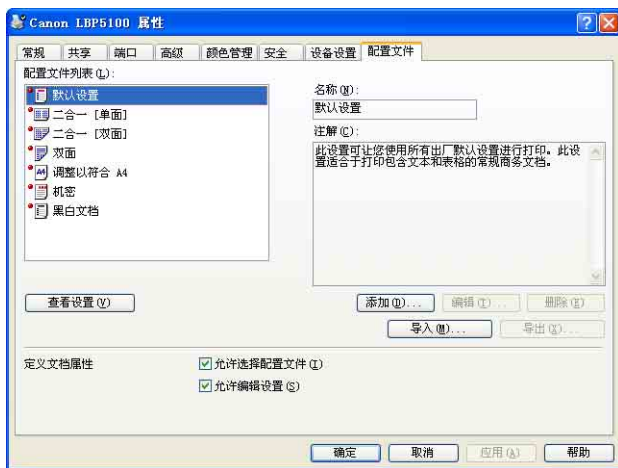 Canon LBP5100 属性
常规 共享 端口 高级 颜色管理 安全 设备设置 配置文件
配置文件列表(L):
默认设置
二合一 [单面]
二合一 [双面]
双面
调整以符合 A4
机密
黑白文档
查看设置(V)
名称(N):
默认设置
注解(C):
此设置可让您使用所有出厂默认设置进行打印。此设
置适合于打印包含文本和表格的常规商务文档。
添加(D)... 编辑(T)... 删除(E)
导入(M)... 导出(X)...
定义文档属性
允许选择配置文件(I)
允许编辑设置(S)
确定 取消 应用(A) 帮助